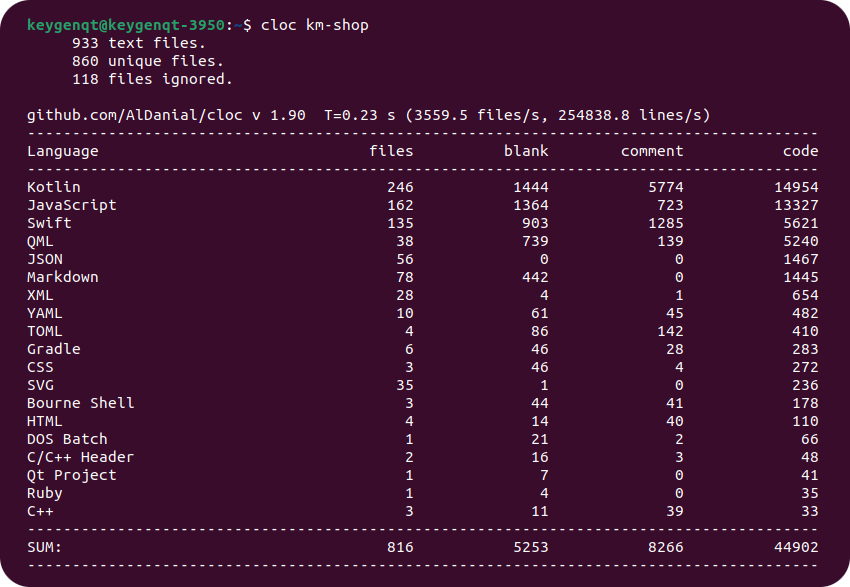 keygenqt@keygenqt-3950:~$ cloc km-shop
     933 text files.
     860 unique files.
     118 files ignored.

github.com/AlDanial/cloc v 1.90  T=0.23 s (3559.5 files/s, 254838.8 lines/s)
----------------------------------------------------------------------------------------
Language                              files          blank        comment           code
----------------------------------------------------------------------------------------
Kotlin                                  246           1444           5774          14954
JavaScript                              162           1364            723          13327
Swift                                   135            903           1285           5621
QML                                      38            739            139           5240
JSON                                     56              0              0           1467
Markdown                                 78            442              0           1445
XML                                      28              4              1            654
YAML                                     10             61             45            482
TOML                                      4             86            142            410
Gradle                                    6             46             28            283
CSS                                       3             46              4            272
SVG                                      35              1              0            236
Bourne Shell                              3             44             41            178
HTML                                      4             14             40            110
DOS Batch                                 1             21              2             66
C/C++ Header                              2             16              3             48
Qt Project                                1              7              0             41
Ruby                                      1              4              0             35
C++                                       3             11             39             33
----------------------------------------------------------------------------------------
SUM:                                    816           5253           8266          44902
----------------------------------------------------------------------------------------